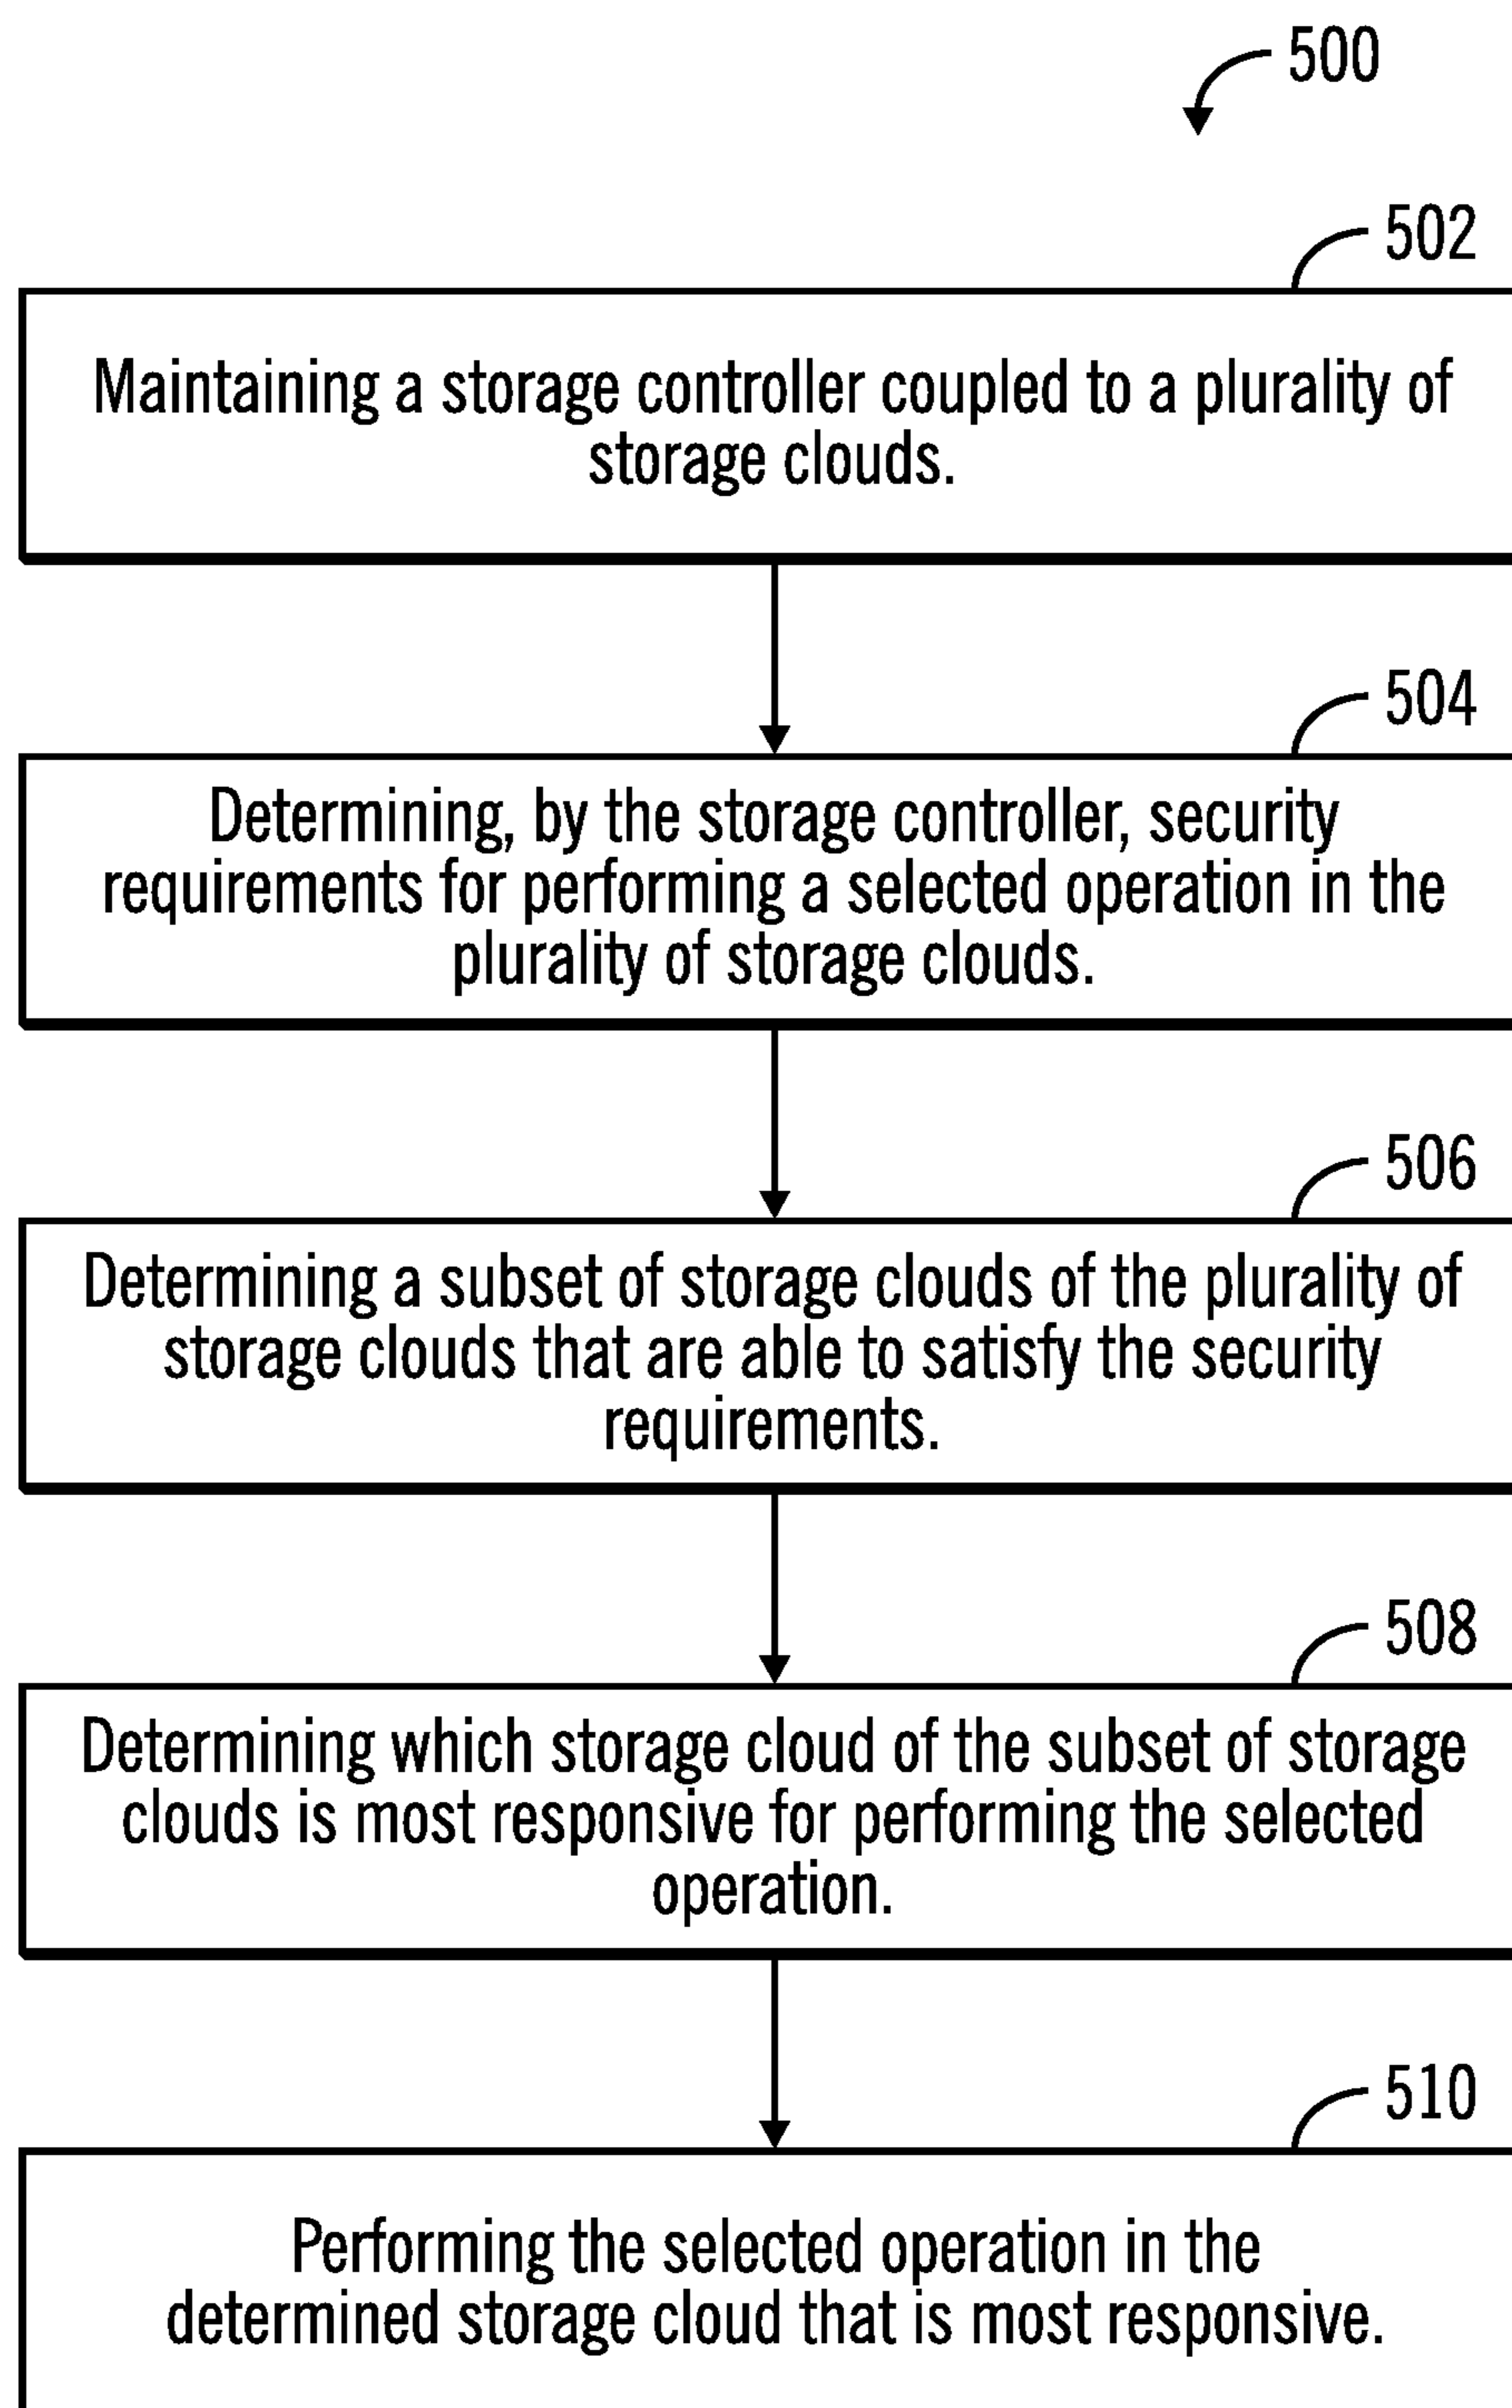 500
502
Maintaining a storage controller coupled to a plurality of
storage clouds.
504
Determining, by the storage controller, security
requirements for performing a selected operation in the
plurality of storage clouds.
506
Determining a subset of storage clouds of the plurality of
storage clouds that are able to satisfy the security
requirements.
508
Determining which storage cloud of the subset of storage
clouds is most responsive for performing the selected
operation.
510
Performing the selected operation in the
determined storage cloud that is most responsive.